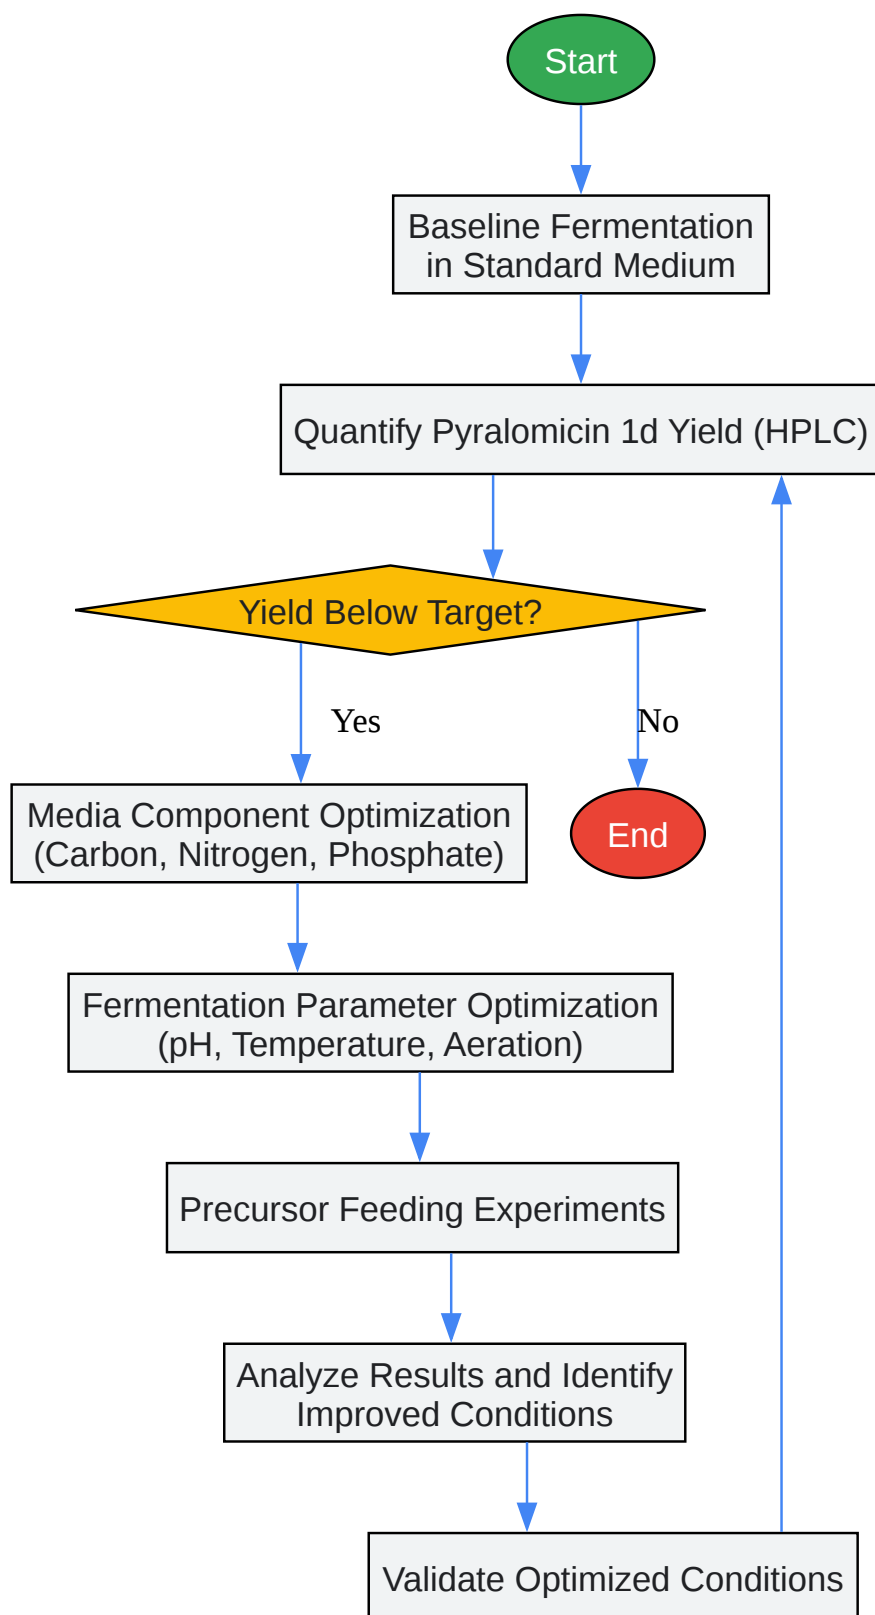 Start
Baseline Fermentation
in Standard Medium
Quantify Pyralomicin 1d Yield (HPLC)
Yield Below Target?
Yes
No
Media Component Optimization
(Carbon, Nitrogen, Phosphate)
End
Fermentation Parameter Optimization
(pH, Temperature, Aeration)
Precursor Feeding Experiments
Analyze Results and Identify
Improved Conditions
Validate Optimized Conditions